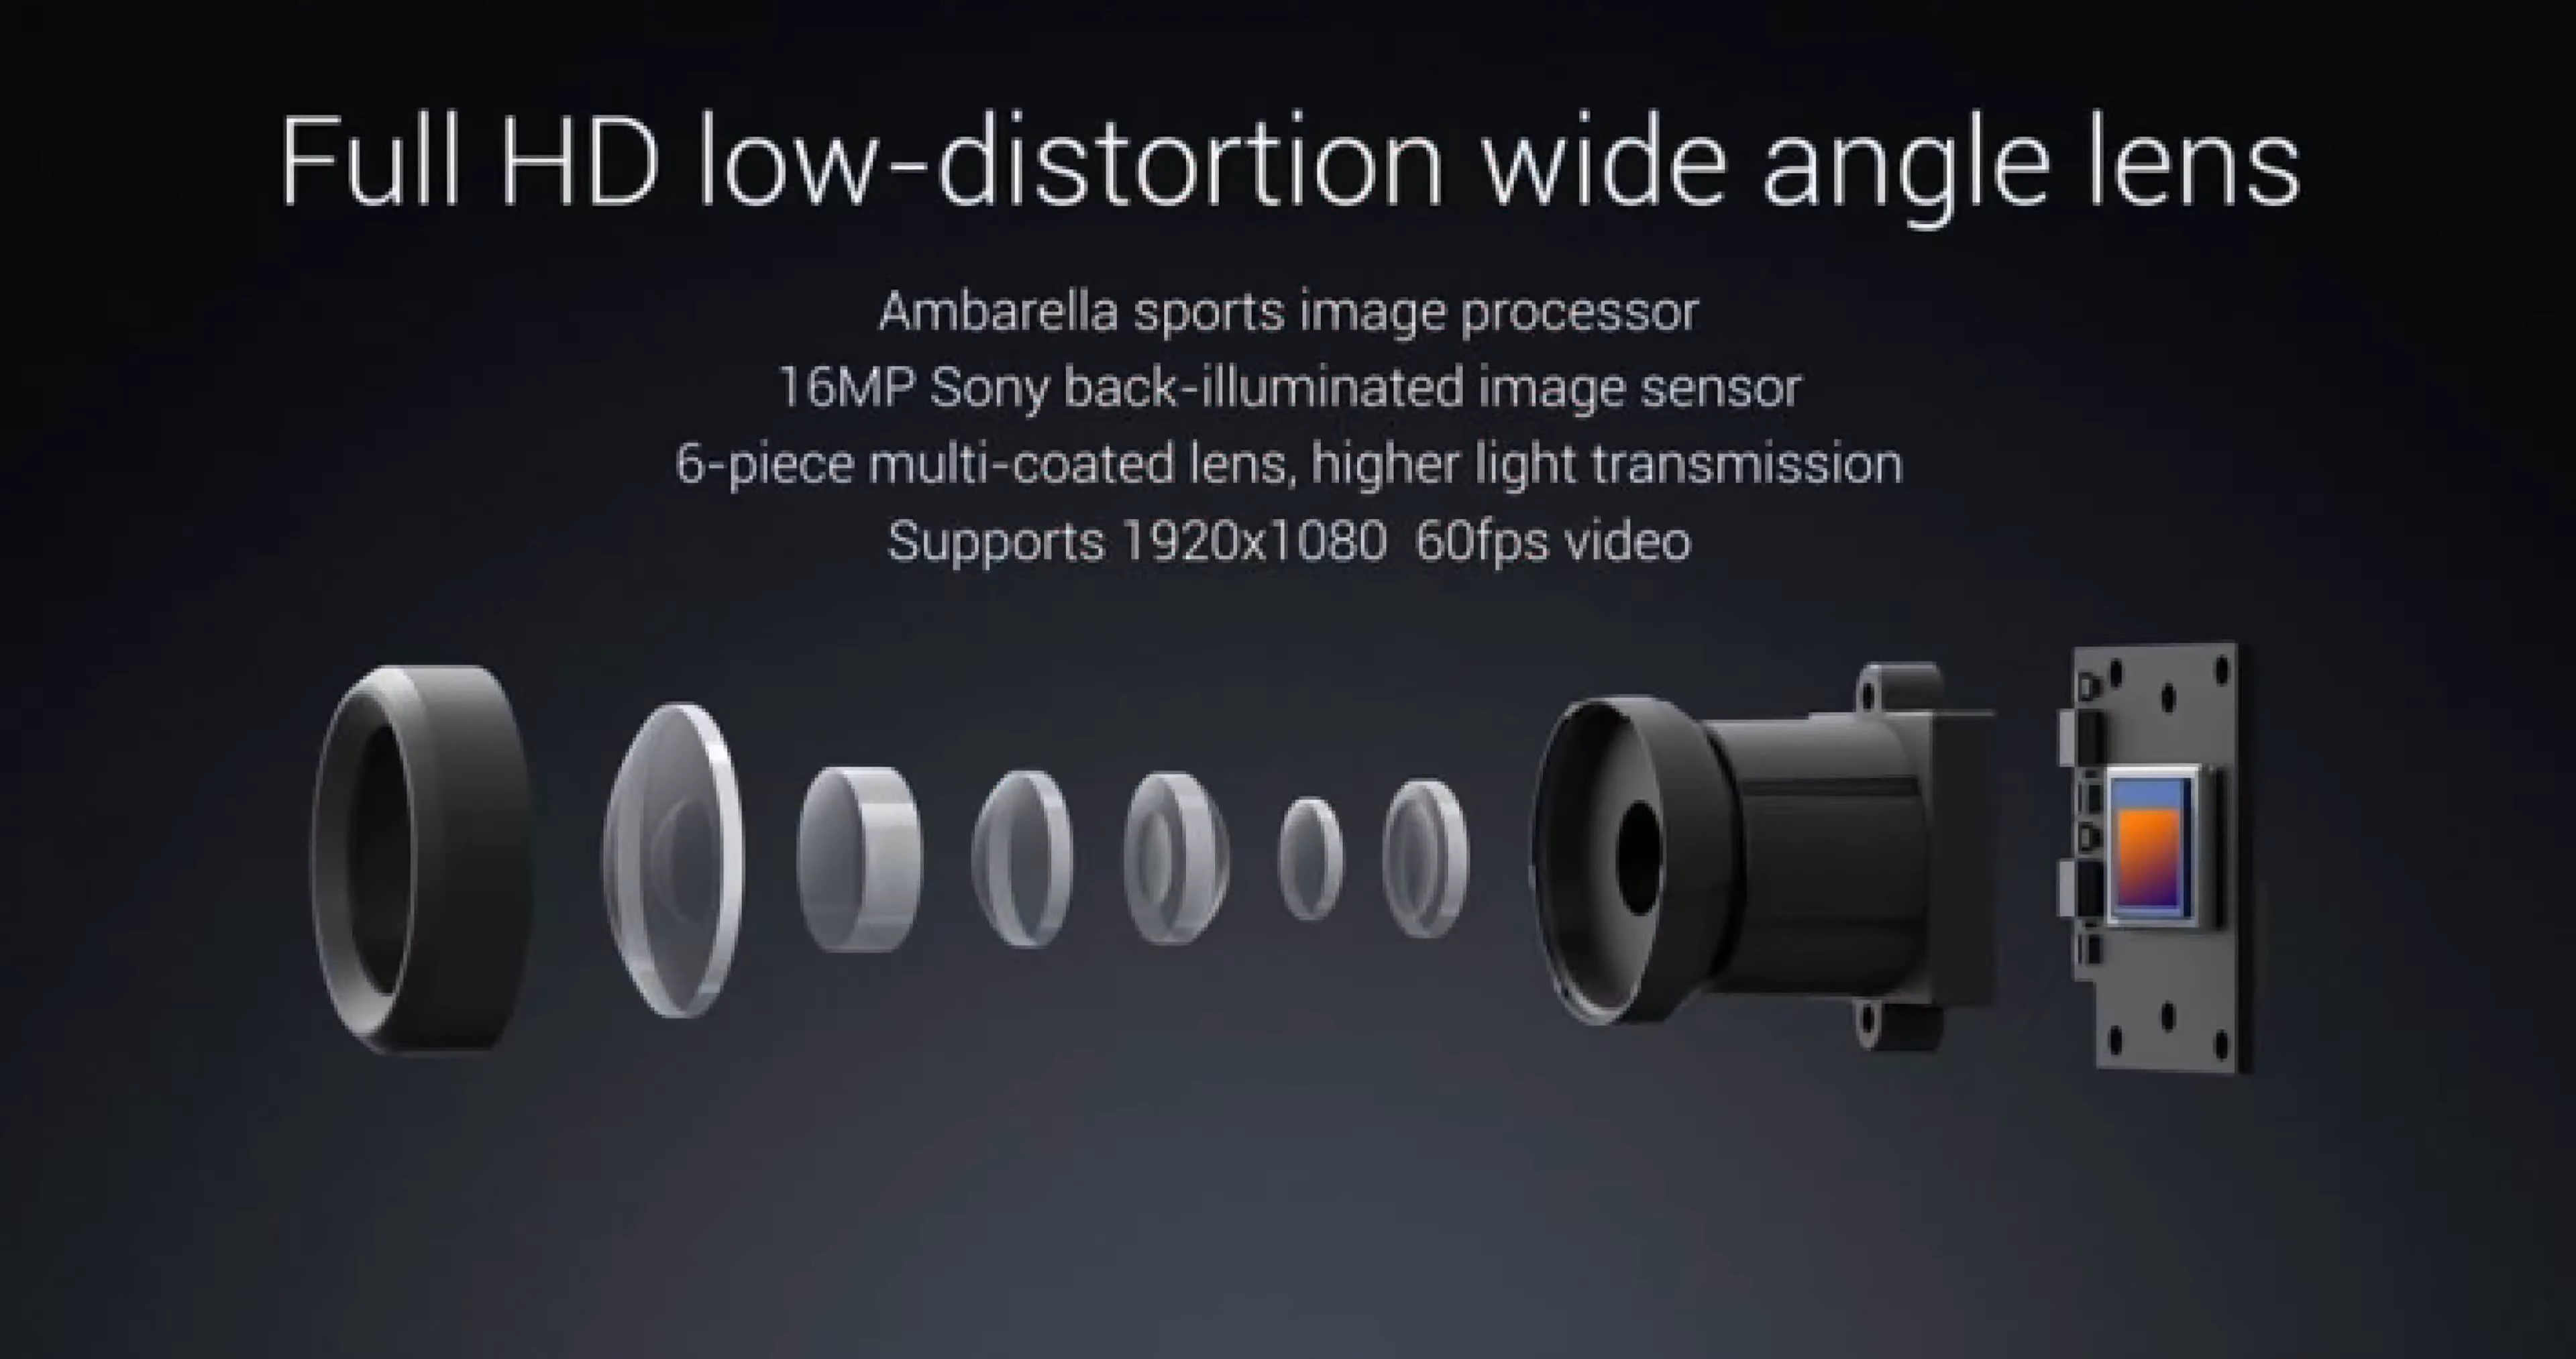 Full HD low-distortion wide angle lens
Ambarella sports image processor
16MP Sony back-illuminated image sensor
6-piece multi-coated lens, higher light transmission
Supports 1920x1080 60fps video